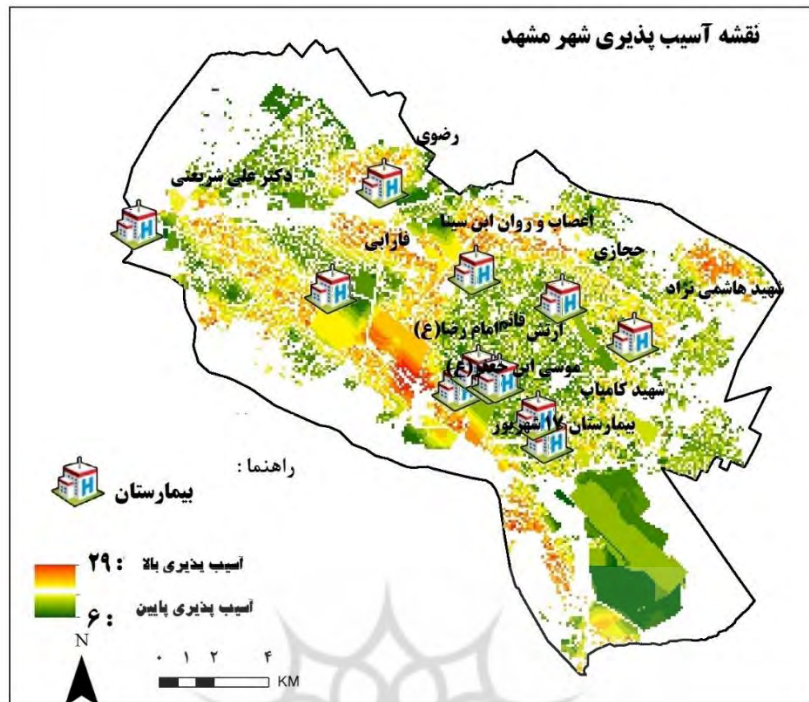 نقشه آسیب پذیری شهر مشهد
رضوی
دکتر علی شریعتی
اعصاب و روان ابن سینا
فارابی
حجازی
شهید هاشمی نژاد
ارتش
قائم
امام رضا(ع)
موسی ابن جعفر(ع)
شهید کامیاب
بیمارستان ۱۷ شهریور
راهنما :
بیمارستان
آسیب پذیری بالا : ۲۹
آسیب پذیری پایین : ۶
N
۰ ۱ ۲ ۴
KM